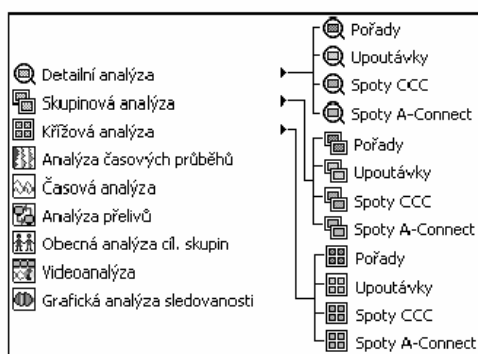 Detailní analýza
Skupinová analýza
Křížová analýza
Analýza časových průběhů
Časová analýza
Analýza přelivů
Obecná analýza cíl. skupin
Videoanalýza
Grafická analýza sledovanosti
Pořady
Upoutávky
Spoty CCC
Spoty A-Connect
Pořady
Upoutávky
Spoty CCC
Spoty A-Connect
Pořady
Upoutávky
Spoty CCC
Spoty A-Connect